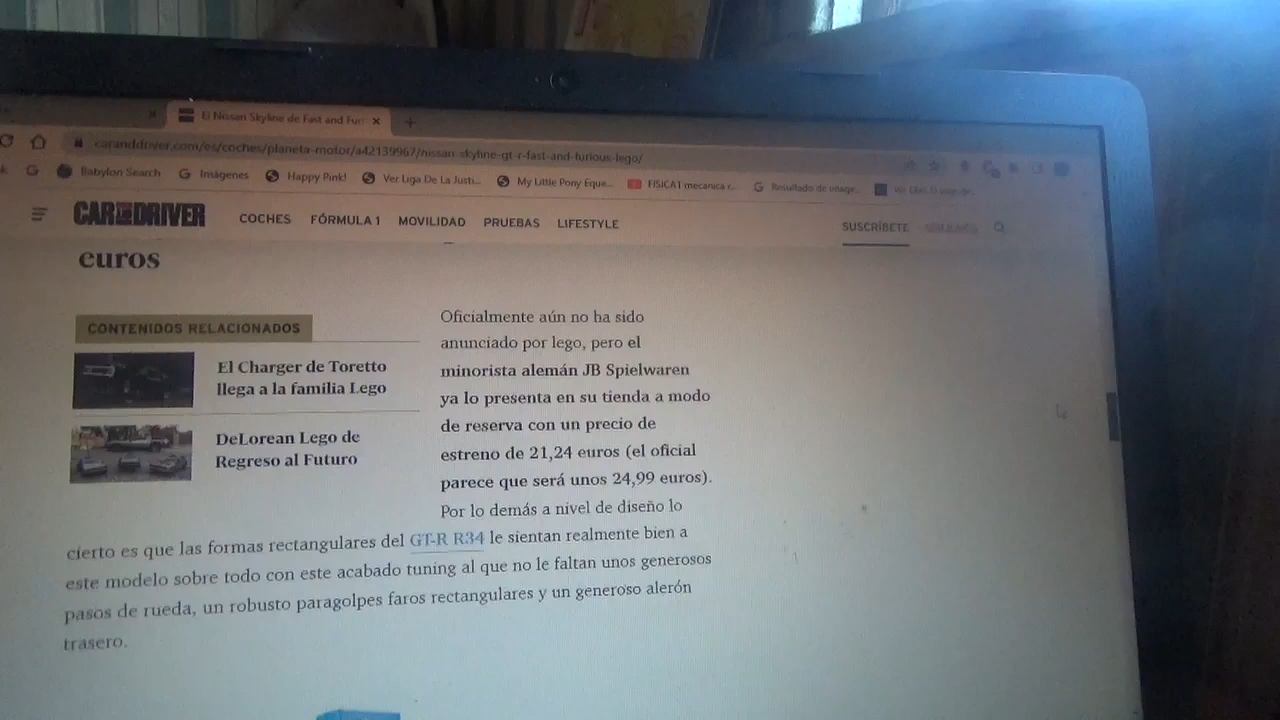 El Nissan Skyline de Fast and Furi
caranddriver.com/es/coches/planeta-motor/a42139967/nissan-skyline-gt-r-fast-and-furious-lego/
Babylon Search Imágenes Happy Pink! Ver Liga De La Justi... My Little Pony Eque... FISICA1 mecanica c... Resultado de image...
CAR AND DRIVER COCHES FÓRMULA 1 MOVILIDAD PRUEBAS LIFESTYLE SUSCRÍBETE
euros
CONTENIDOS RELACIONADOS
El Charger de Toretto
llega a la familia Lego
DeLorean Lego de
Regreso al Futuro
Oficialmente aún no ha sido
anunciado por lego, pero el
minorista alemán JB Spielwaren
ya lo presenta en su tienda a modo
de reserva con un precio de
estreno de 21,24 euros (el oficial
parece que será unos 24,99 euros).
Por lo demás a nivel de diseño lo
cierto es que las formas rectangulares del GT-R R34 le sientan realmente bien a
este modelo sobre todo con este acabado tuning al que no le faltan unos generosos
pasos de rueda, un robusto paragolpes faros rectangulares y un generoso alerón
trasero.